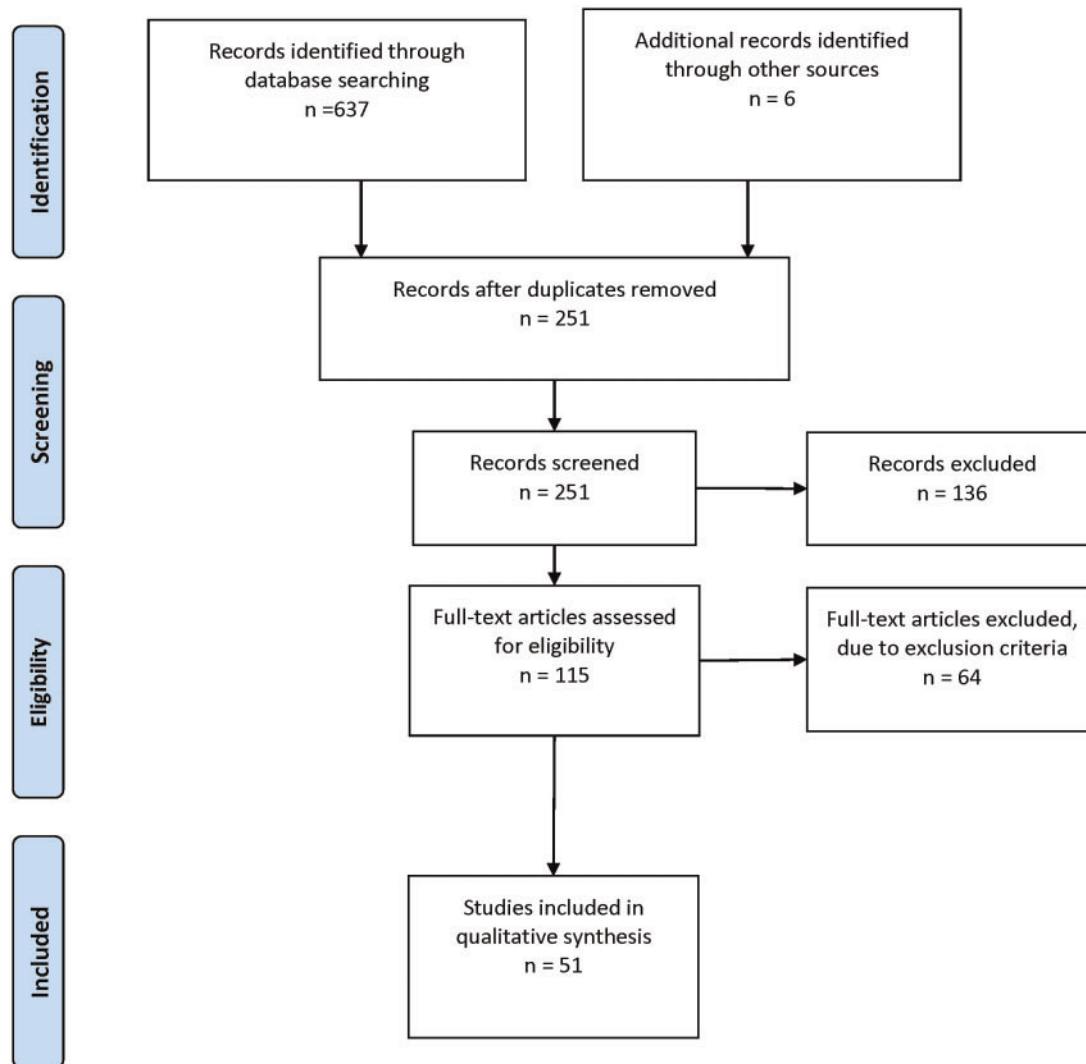 Identification
Records identified through
database searching
n =637
Additional records identified
through other sources
n = 6
Records after duplicates removed
n = 251
Screening
Records screened
n = 251
Records excluded
n = 136
Eligibility
Full-text articles assessed
for eligibility
n = 115
Full-text articles excluded,
due to exclusion criteria
n = 64
Included
Studies included in
qualitative synthesis
n = 51